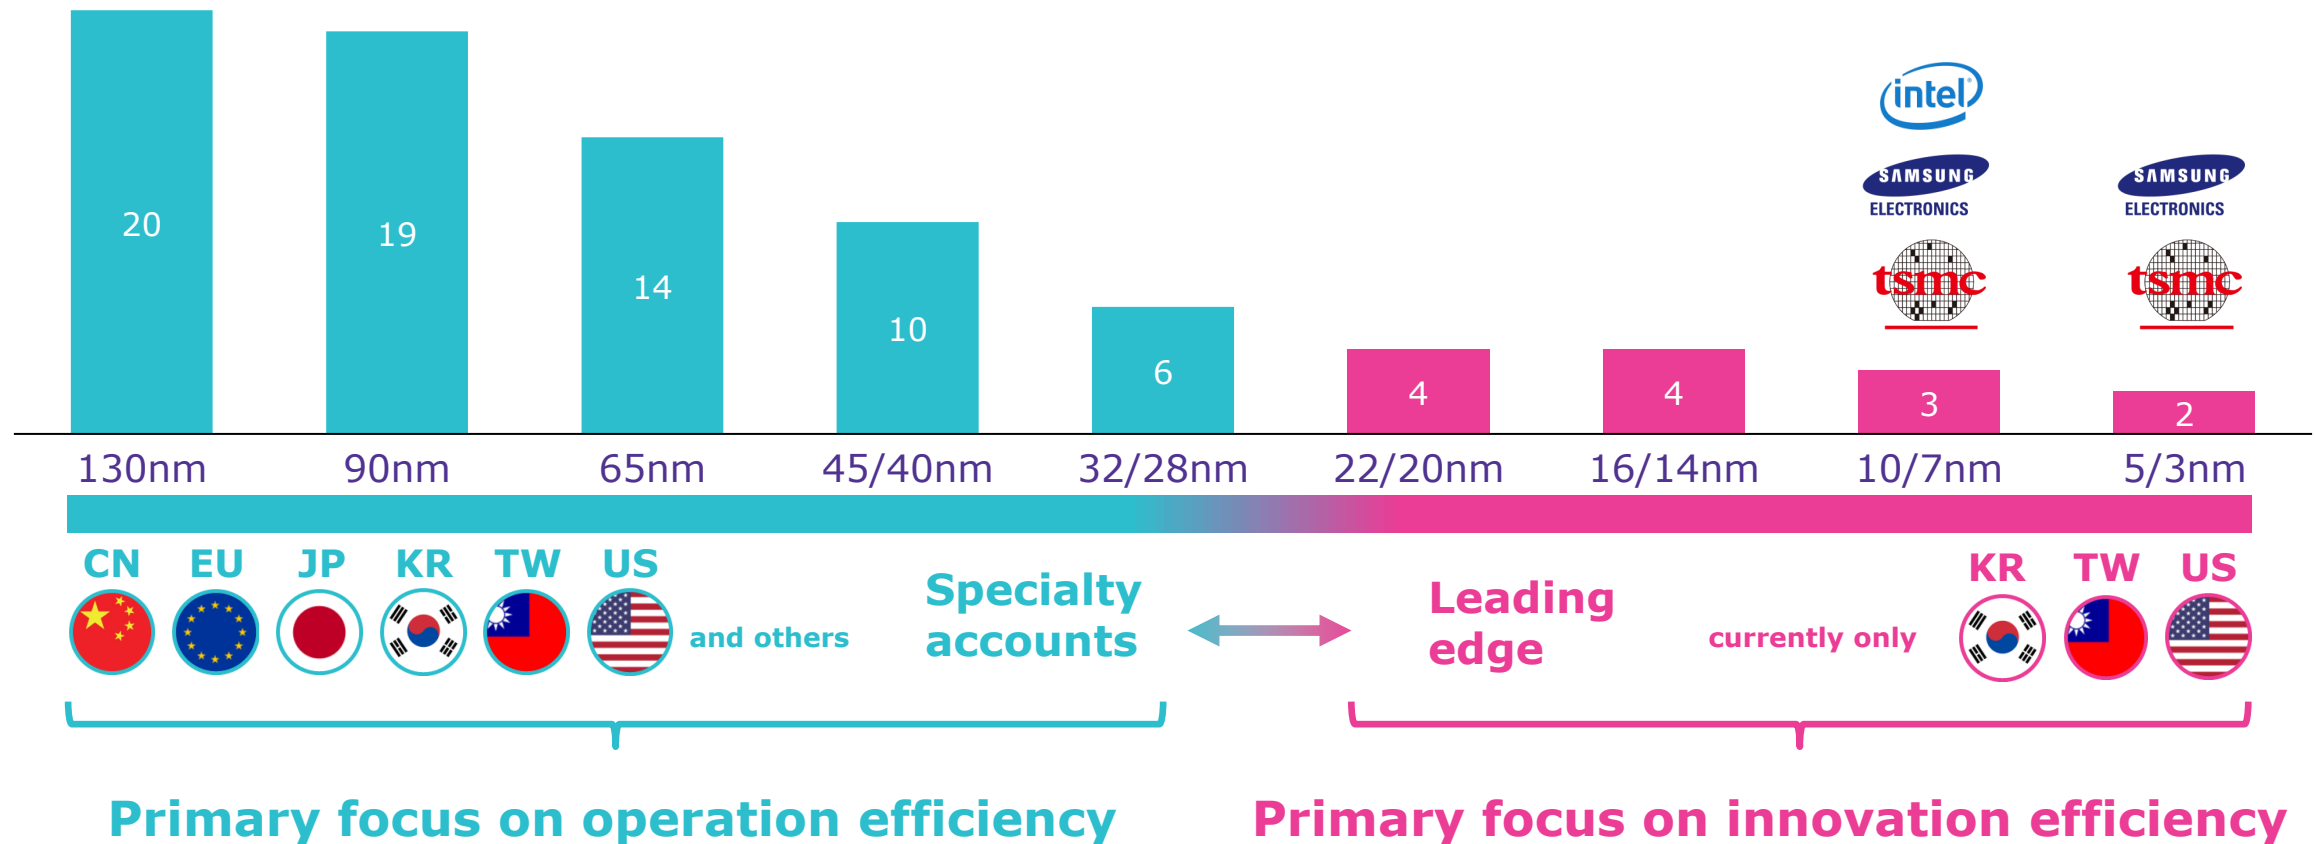 intel
SAMSUNG SAMSUNG
ELECTRONICS ELECTRONICS
tsmc tsmc
20
19
14
10
6
4
4
3
2
130nm 90nm 65nm 45/40nm 32/28nm 22/20nm 16/14nm 10/7nm 5/3nm
CN EU JP KR TW US
and others
Specialty
accounts
Leading
edge
currently only
KR TW US
Primary focus on operation efficiency
Primary focus on innovation efficiency